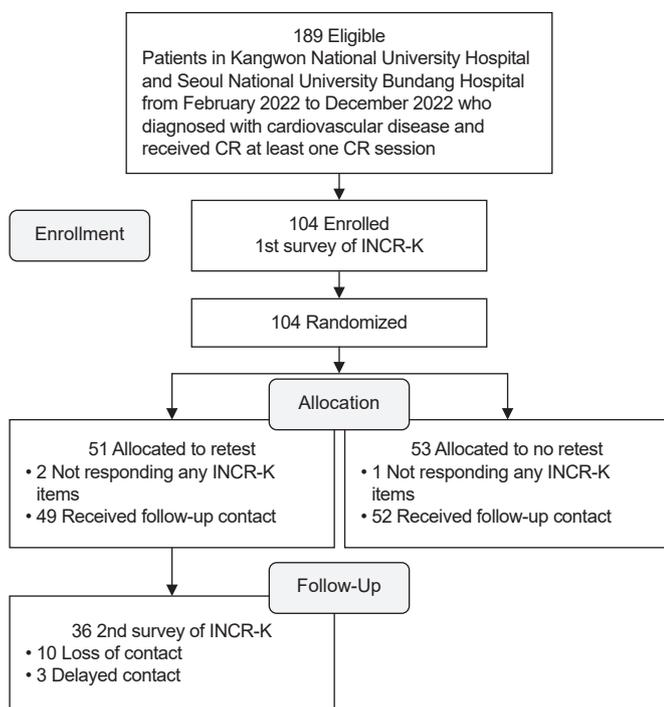 189 Eligible
Patients in Kangwon National University Hospital
and Seoul National University Bundang Hospital
from February 2022 to December 2022 who
diagnosed with cardiovascular disease and
received CR at least one CR session
Enrollment
104 Enrolled
1st survey of INCR-K
104 Randomized
Allocation
51 Allocated to retest
• 2 Not responding any INCR-K
items
• 49 Received follow-up contact
53 Allocated to no retest
• 1 Not responding any INCR-K
items
• 52 Received follow-up contact
Follow-Up
36 2nd survey of INCR-K
• 10 Loss of contact
• 3 Delayed contact